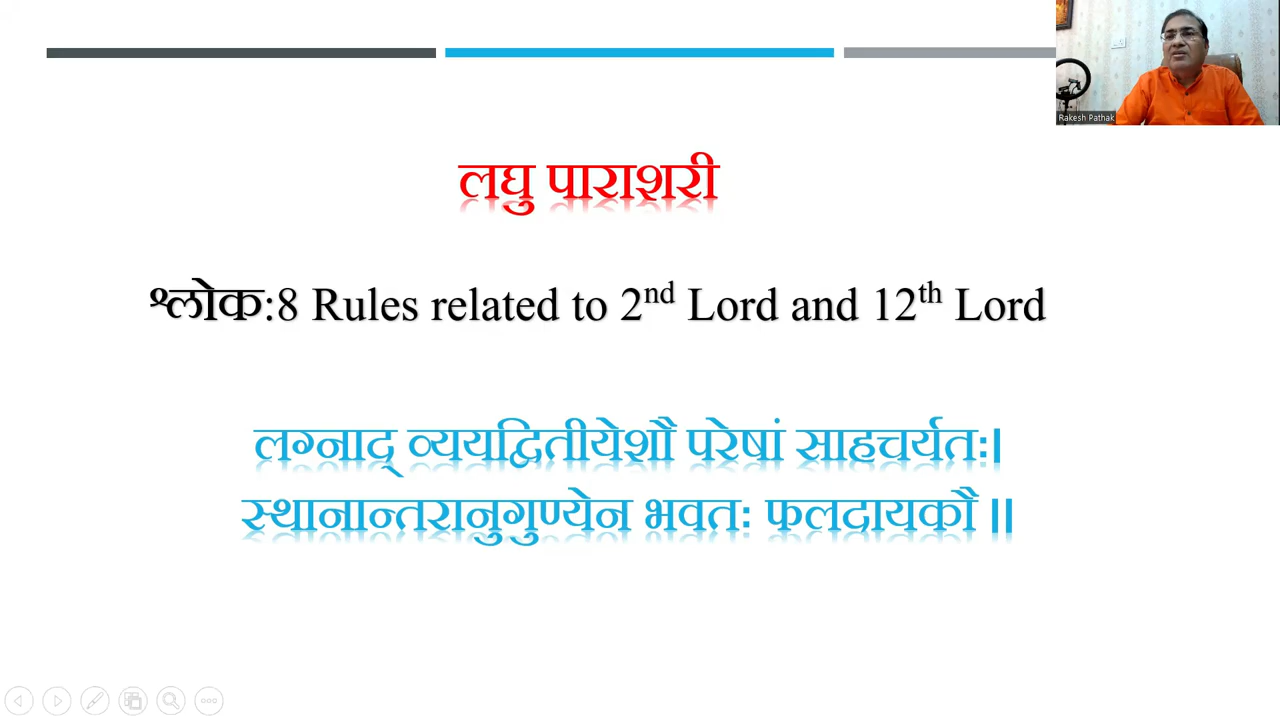 Rakesh Pathak
लघु पाराशरी
श्लोक:8 Rules related to 2nd Lord and 12th Lord
लग्नाद् व्ययद्वितीयेशौ परेषां साहचर्यतः।
स्थानान्तरानुगुण्येन भवतः फलदायकौ ॥